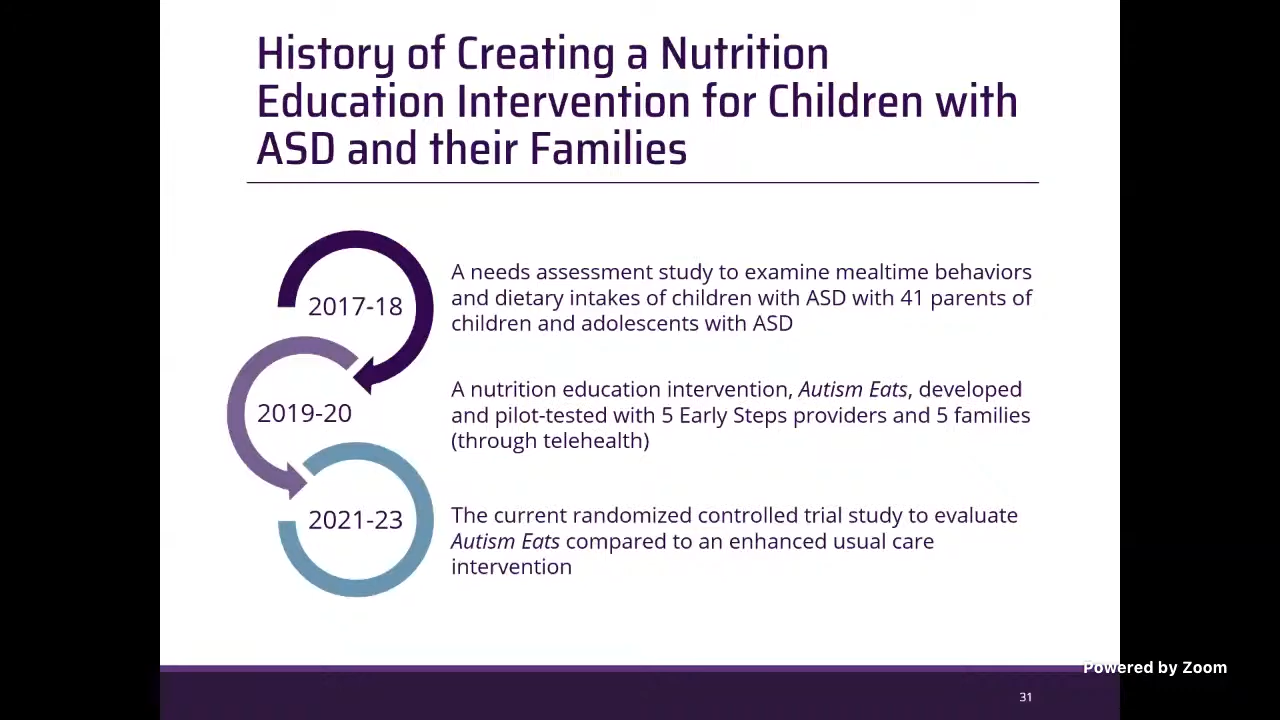 History of Creating a Nutrition
Education Intervention for Children with
ASD and their Families
2017-18
A needs assessment study to examine mealtime behaviors
and dietary intakes of children with ASD with 41 parents of
children and adolescents with ASD
2019-20
A nutrition education intervention, Autism Eats, developed
and pilot-tested with 5 Early Steps providers and 5 families
(through telehealth)
2021-23
The current randomized controlled trial study to evaluate
Autism Eats compared to an enhanced usual care
intervention
Powered by Zoom
31